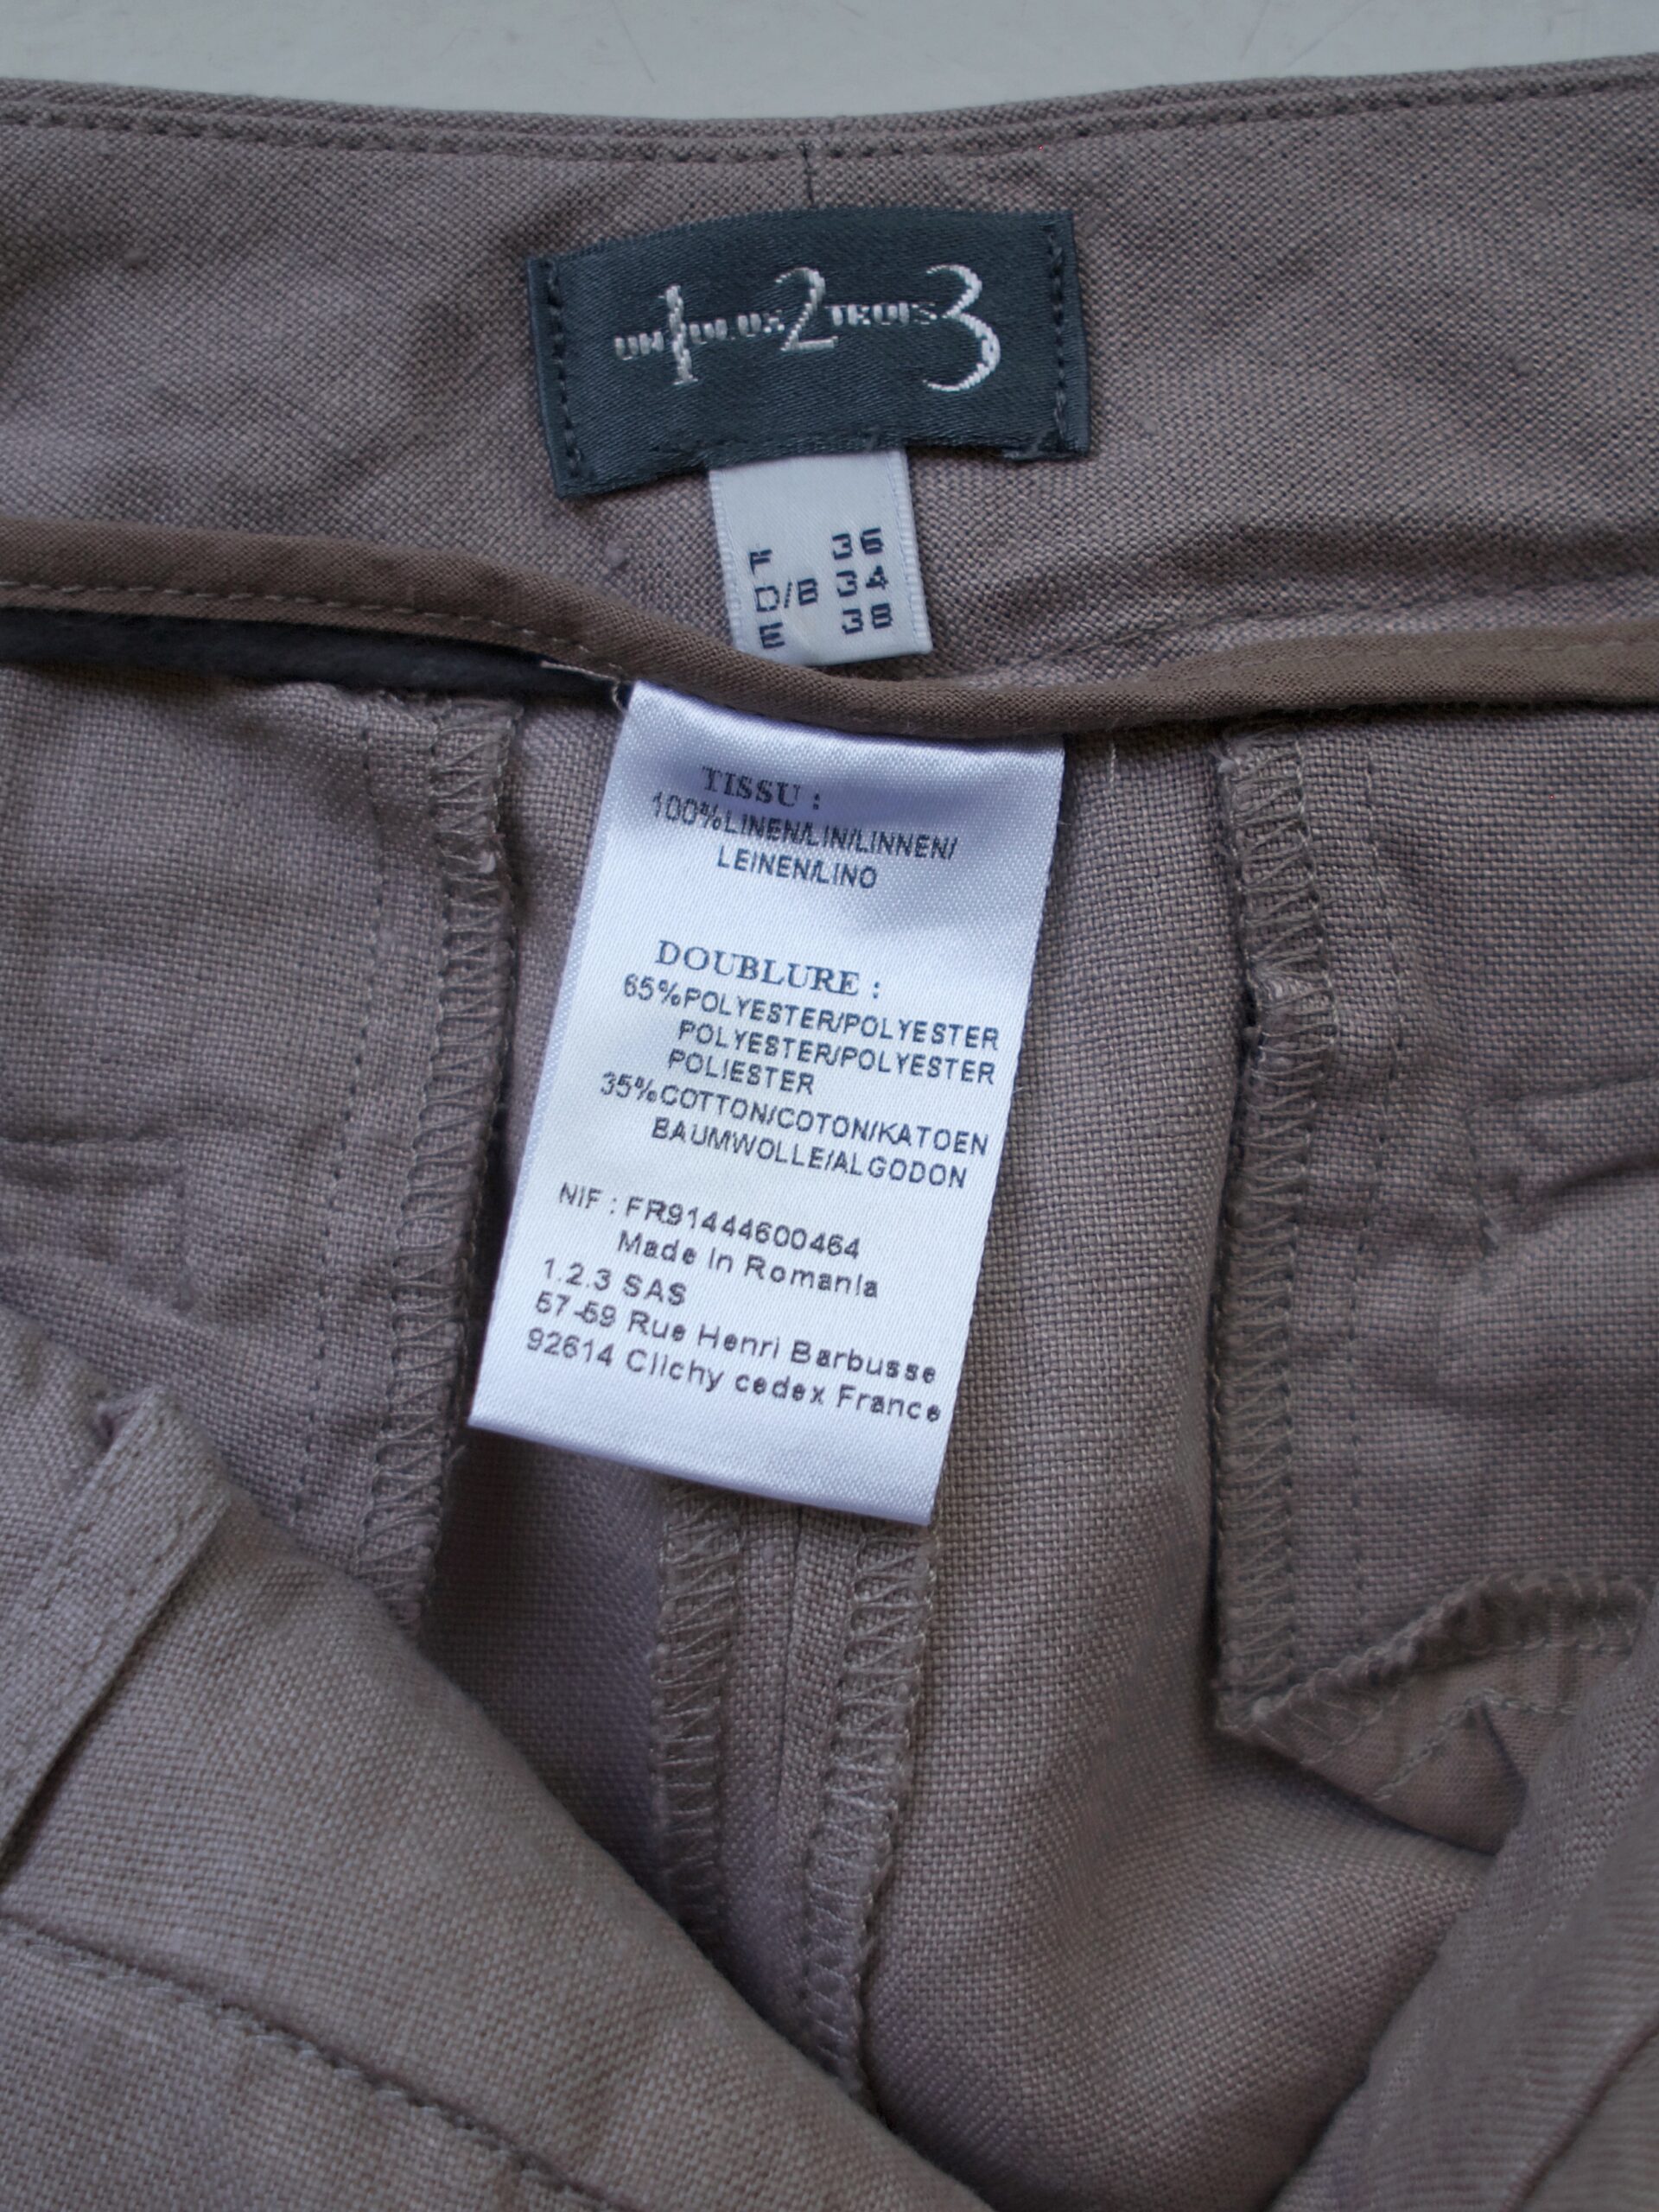 UN 1 DEUX 2 TROIS 3
F 36
D/B 34
E 38
TISSU :
100%LINEN/LIN/LINNEN/
LEINEN/LINO
DOUBLURE :
65%POLYESTER/POLYESTER
POLYESTER/POLYESTER
POLIESTER
35%COTTON/COTON/KATOEN
BAUMWOLLE/ALGODON
NIF : FR91444600464
Made in Romania
1.2.3 SAS
57-59 Rue Henri Barbusse
92614 Clichy cedex France